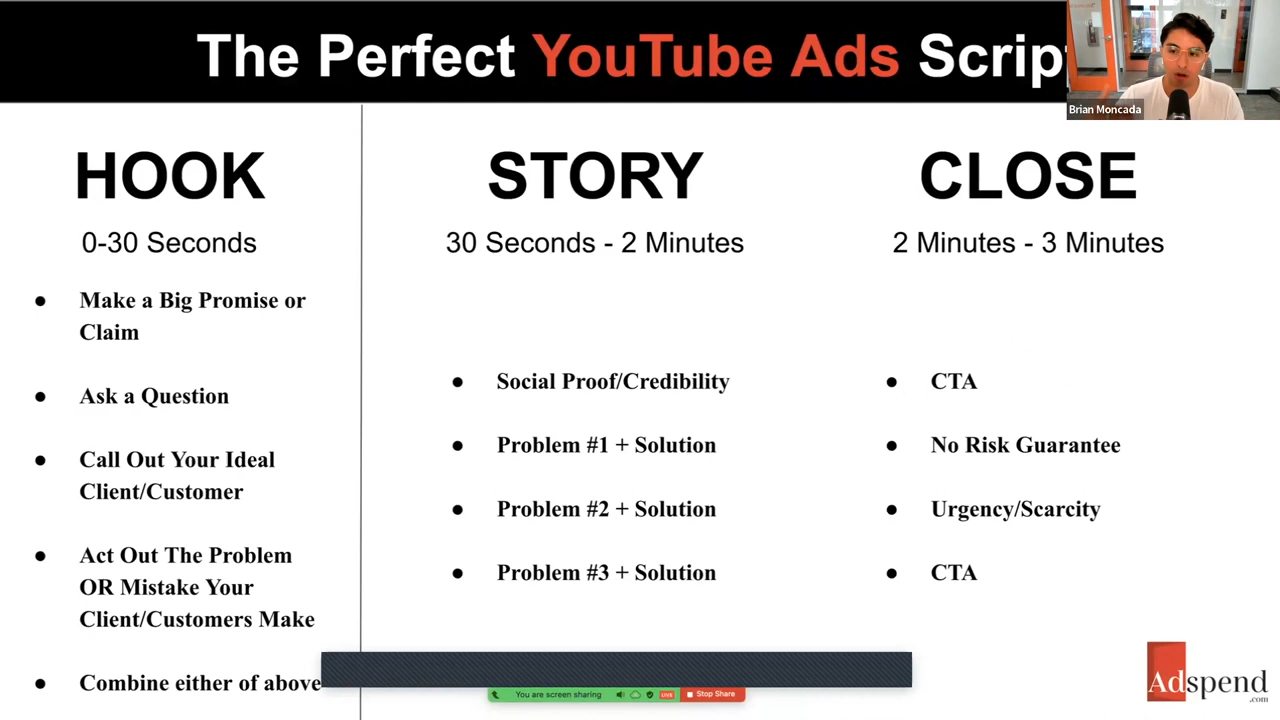 The Perfect YouTube Ads Scrip
Brian Moncada
HOOK
0-30 Seconds
● Make a Big Promise or
Claim
● Ask a Question
● Call Out Your Ideal
Client/Customer
● Act Out The Problem
OR Mistake Your
Client/Customers Make
● Combine either of above
STORY
30 Seconds - 2 Minutes
● Social Proof/Credibility
● Problem #1 + Solution
● Problem #2 + Solution
● Problem #3 + Solution
CLOSE
2 Minutes - 3 Minutes
● CTA
● No Risk Guarantee
● Urgency/Scarcity
● CTA
You are screen sharing LIVE Stop Share
Adspend
.com